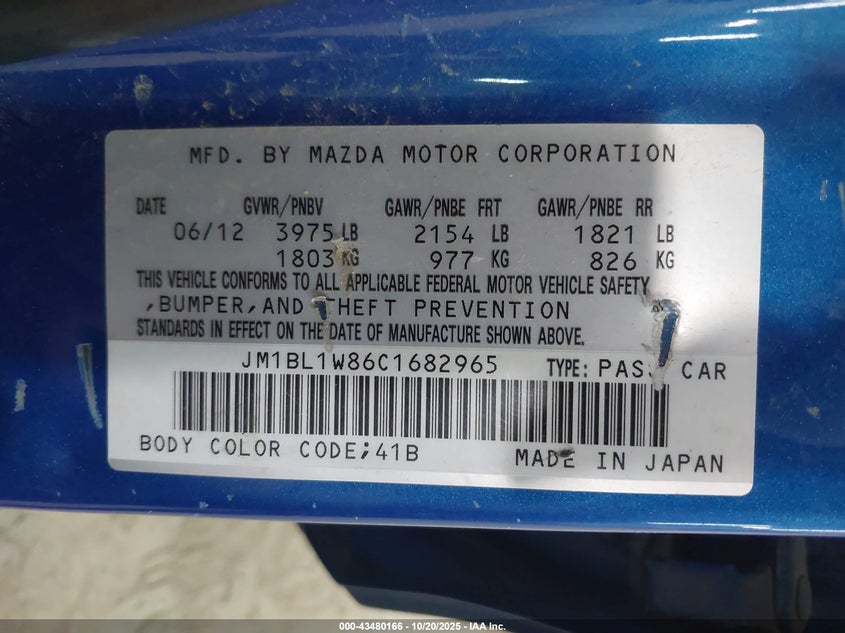 MFD. BY MAZDA MOTOR CORPORATION
DATE GVWR/PNBV GAWR/PNBE FRT GAWR/PNBE RR
06/12 3975 LB 2154 LB 1821 LB
1803 KG 977 KG 826 KG
THIS VEHICLE CONFORMS TO ALL APPLICABLE FEDERAL MOTOR VEHICLE SAFETY
,BUMPER,AND THEFT PREVENTION
STANDARDS IN EFFECT ON THE DATE OF MANUFACTURE SHOWN ABOVE.
JM1BL1W86C1682965 TYPE: PASS CAR
BODY COLOR CODE;41B MADE IN JAPAN
000-43480166 - 10/20/2025 - IAA Inc.